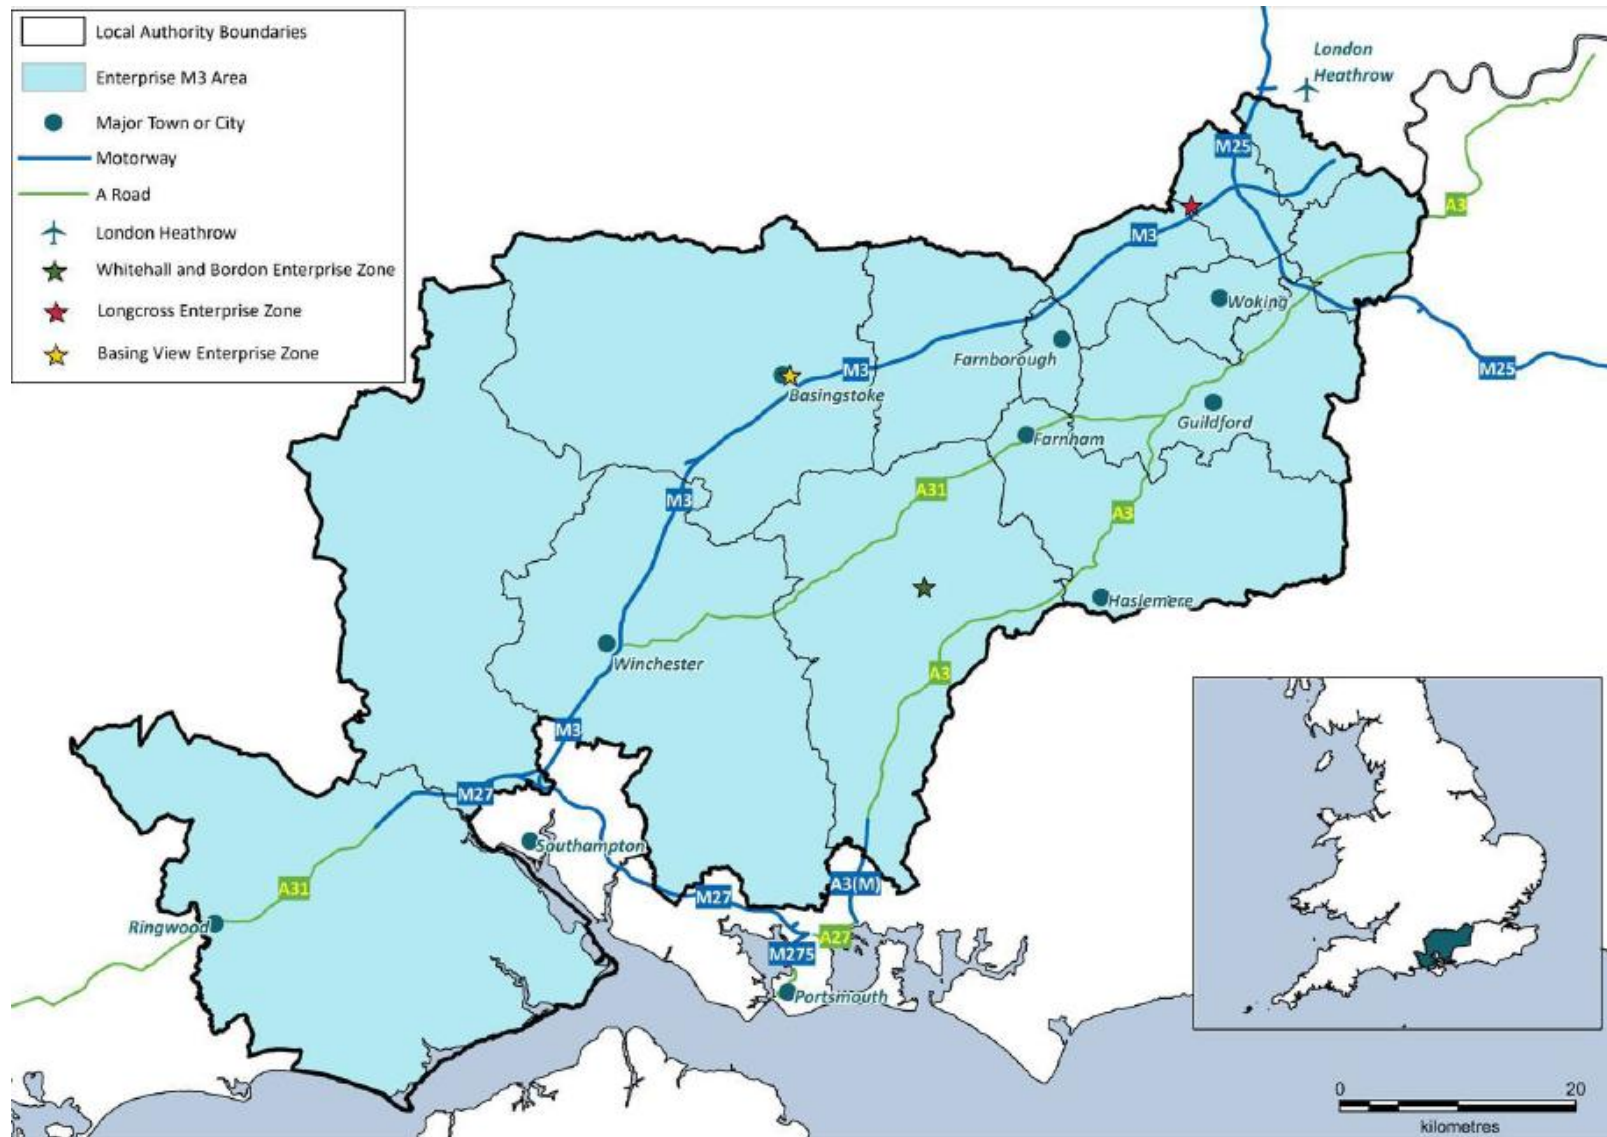 Local Authority Boundaries
Enterprise M3 Area
Major Town or City
Motorway
A Road
London Heathrow
Whitehall and Bordon Enterprise Zone
Longcross Enterprise Zone
Basing View Enterprise Zone
London
Heathrow
M25
A3
M3
Woking
Farnborough
M3
M25
Basingstoke
Guildford
Farnham
A31
M3
A3
Haslemere
Winchester
A3
M3
M27
Southampton
A31
A3(M)
M27
Ringwood
A27
M275
Portsmouth
0 20
kilometres